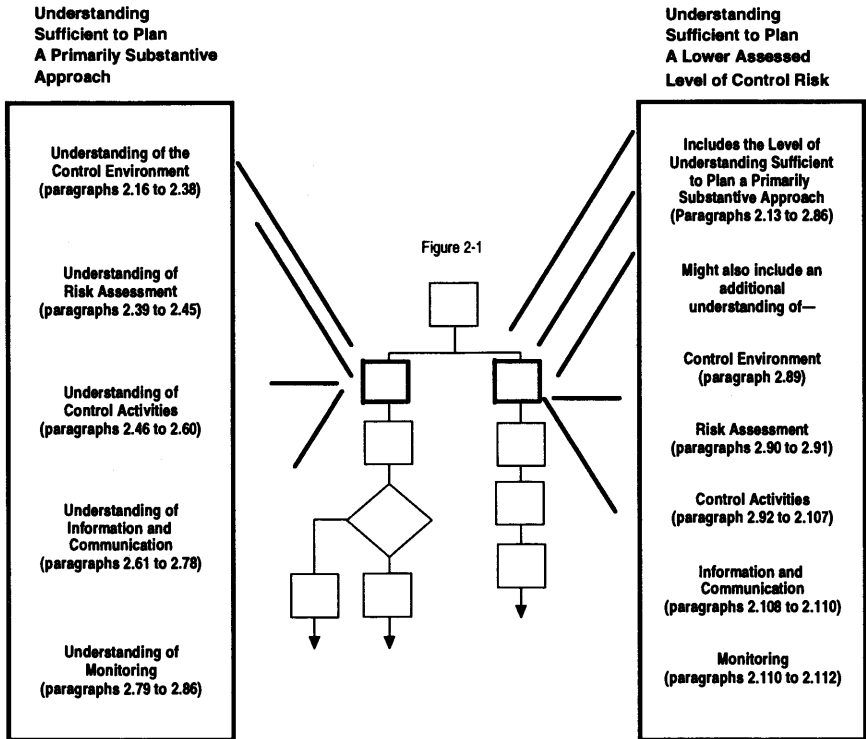 Understanding
Sufficient to Plan
A Primarily Substantive
Approach
Understanding of the
Control Environment
(paragraphs 2.16 to 2.38)
Understanding of
Risk Assessment
(paragraphs 2.39 to 2.45)
Understanding of
Control Activities
(paragraphs 2.46 to 2.60)
Understanding of
Information and
Communication
(paragraphs 2.61 to 2.78)
Understanding of
Monitoring
(paragraphs 2.79 to 2.86)
Figure 2-1
Understanding
Sufficient to Plan
A Lower Assessed
Level of Control Risk
Includes the Level of
Understanding Sufficient
to Plan a Primarily
Substantive Approach
(Paragraphs 2.13 to 2.86)
Might also include an
additional
understanding of—
Control Environment
(paragraph 2.89)
Risk Assessment
(paragraphs 2.90 to 2.91)
Control Activities
(paragraph 2.92 to 2.107)
Information and
Communication
(paragraphs 2.108 to 2.110)
Monitoring
(paragraphs 2.110 to 2.112)